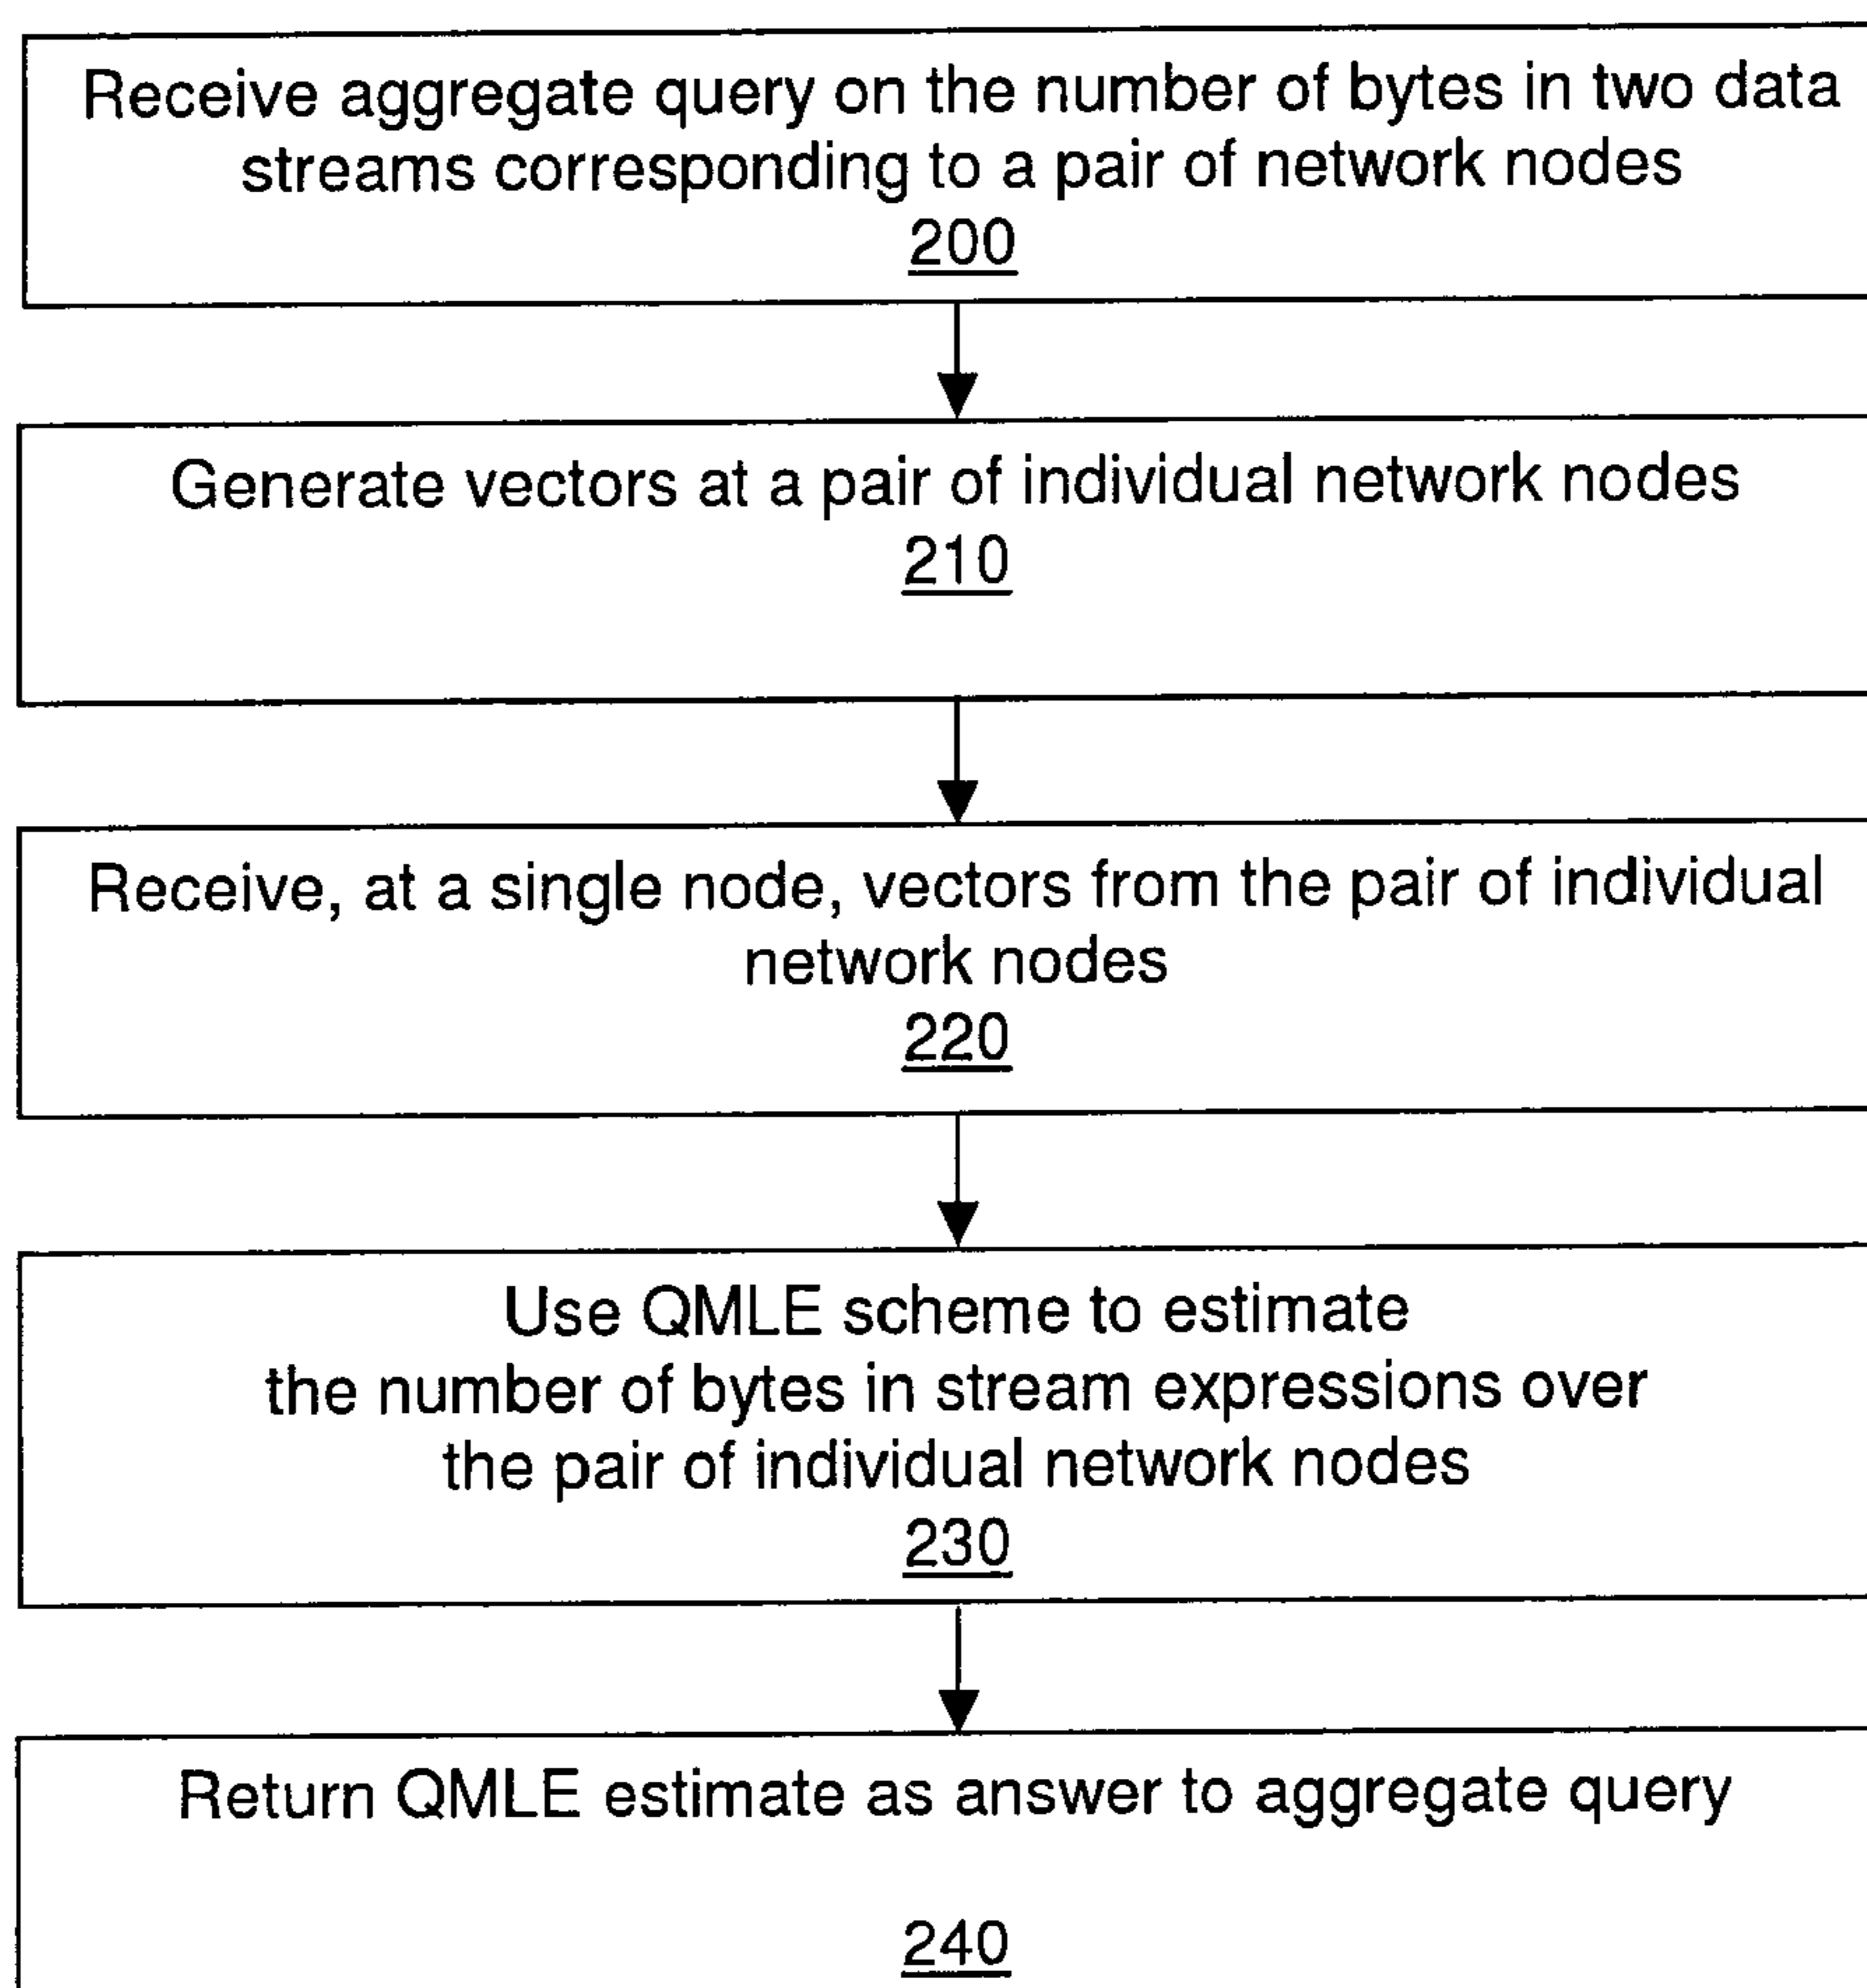 Receive aggregate query on the number of bytes in two data
streams corresponding to a pair of network nodes
200
Generate vectors at a pair of individual network nodes
210
Receive, at a single node, vectors from the pair of individual
network nodes
220
Use QMLE scheme to estimate
the number of bytes in stream expressions over
the pair of individual network nodes
230
Return QMLE estimate as answer to aggregate query
240